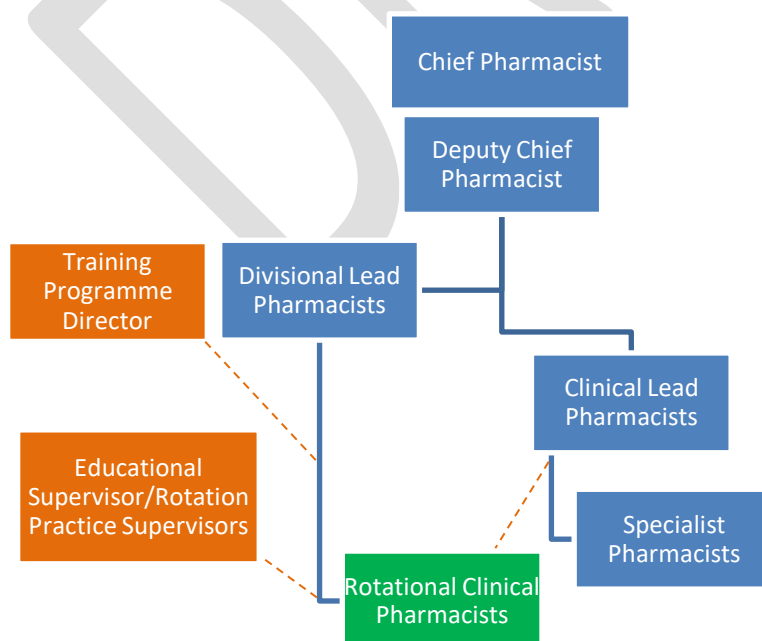 Chief Pharmacist
Deputy Chief
Pharmacist
Training
Programme
Director
Divisional Lead
Pharmacists
Clinical Lead
Pharmacists
Educational
Supervisor/Rotation
Practice Supervisors
Specialist
Pharmacists
Rotational Clinical
Pharmacists